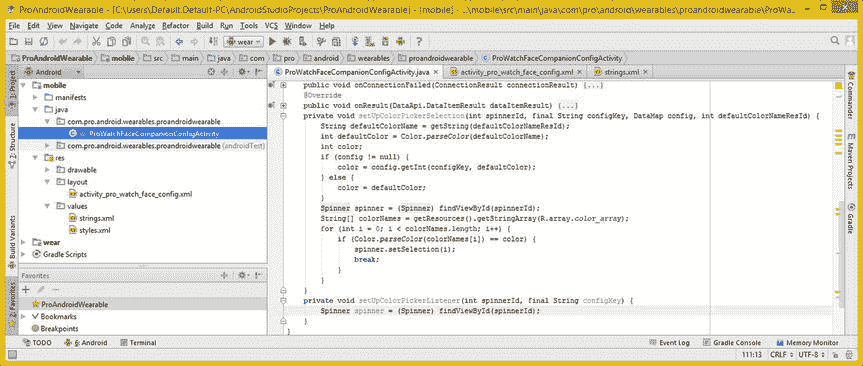 ProAndroidWearable - [C:\Users\Default.Default-PC\AndroidStudioProjects\ProAndroidWearable] - [mobile] - ...\mobile\src\main\java\com\pro\android\wearables\proandroidwearable\ProWa...
File Edit View Navigate Code Analyze Refactor Build Run Tools VCS Window Help
wear
ProAndroidWearable mobile src main java com pro android wearables proandroidwearable ProWatchFaceCompanionConfigActivity
Android
ProWatchFaceCompanionConfigActivity.java activity_pro_watch_face_config.xml strings.xml
1: Project
Z: Structure
Build Variants
2: Favorites
mobile
manifests
java
com.pro.android.wearables.proandroidwearable
ProWatchFaceCompanionConfigActivity
com.pro.android.wearables.proandroidwearable (androidTest)
res
drawable
layout
activity_pro_watch_face_config.xml
values
strings.xml
styles.xml
wear
Gradle Scripts
Favorites
ProAndroidWearable
Bookmarks
Breakpoints
public void onConnectionFailed(ConnectionResult connectionResult) {...}
@Override
public void onResult(DataApi.DataItemResult dataItemResult) {...}
private void setUpColorPickerSelection(int spinnerId, final String configKey, DataMap config, int defaultColorNameResId) {
String defaultColorName = getString(defaultColorNameResId);
int defaultColor = Color.parseColor(defaultColorName);
int color;
if (config != null) {
color = config.getInt(configKey, defaultColor);
} else {
color = defaultColor;
}
Spinner spinner = (Spinner) findViewById(spinnerId);
String[] colorNames = getResources().getStringArray(R.array.color_array);
for (int i = 0; i < colorNames.length; i++) {
if (Color.parseColor(colorNames[i]) == color) {
spinner.setSelection(i);
break;
}
}
}
private void setUpColorPickerListener(int spinnerId, final String configKey) {
Spinner spinner = (Spinner) findViewById(spinnerId);
}
}
Commander
Maven Projects
Gradle
TODO 6: Android Terminal Event Log Gradle Console Memory Monitor
111:13 CRLF UTF-8